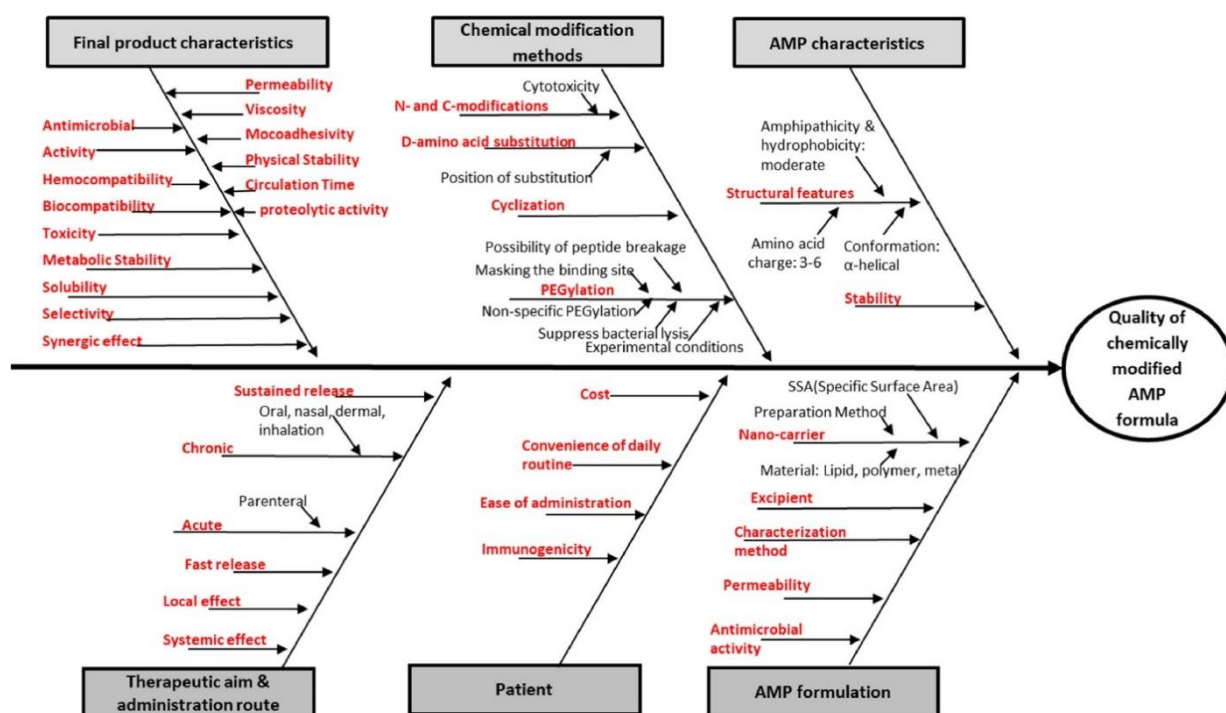 Final product characteristics
Permeability
Viscosity
Antimicrobial
Mocoadhesivity
Activity
Physical Stability
Hemocompatibility
Circulation Time
Biocompatibility
proteolytic activity
Toxicity
Metabolic Stability
Solubility
Selectivity
Synergic effect
Chemical modification
methods
Cytotoxicity
N- and C-modifications
D-amino acid substitution
Position of substitution
Cyclization
Possibility of peptide breakage
Masking the binding site
PEGylation
Non-specific PEGylation
Suppress bacterial lysis
Experimental conditions
AMP characteristics
Amphipathicity &
hydrophobicity:
moderate
Structural features
Amino acid
charge: 3-6
Conformation:
α-helical
Stability
Quality of
chemically
modified
AMP
formula
Sustained release
Oral, nasal, dermal,
inhalation
Chronic
Parenteral
Acute
Fast release
Local effect
Systemic effect
Therapeutic aim &
administration route
Cost
Convenience of daily
routine
Ease of administration
Immunogenicity
Patient
SSA(Specific Surface Area)
Preparation Method
Nano-carrier
Material: Lipid, polymer, metal
Excipient
Characterization
method
Permeability
Antimicrobial
activity
AMP formulation